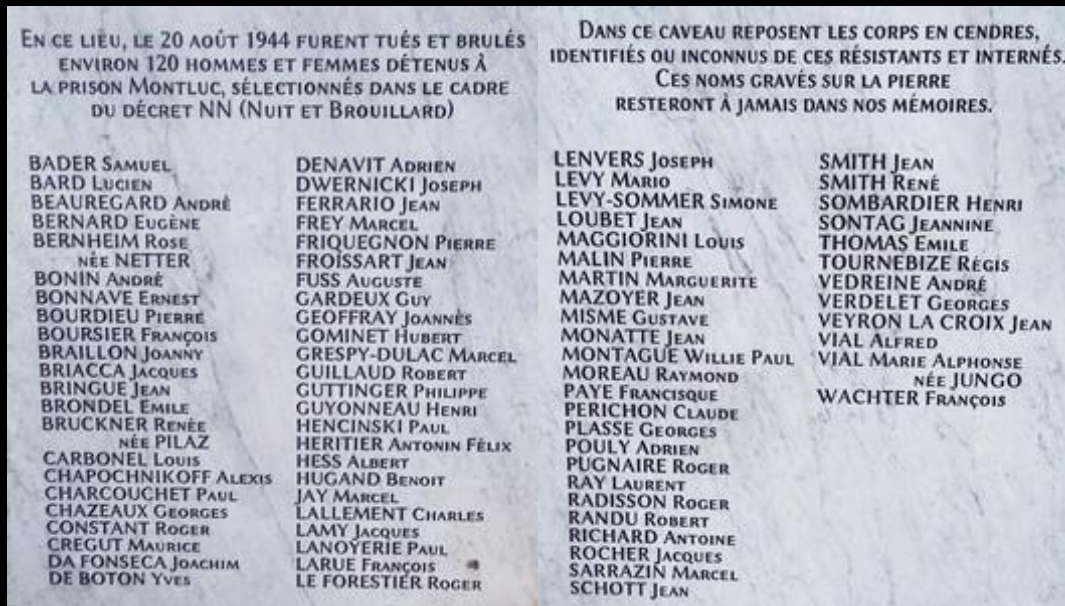 EN CE LIEU, LE 20 AOÛT 1944 FURENT TUÉS ET BRULÉS
ENVIRON 120 HOMMES ET FEMMES DÉTENUS À
LA PRISON MONTLUC, SÉLECTIONNÉS DANS LE CADRE
DU DÉCRET NN (NUIT ET BROUILLARD)
BADER SAMUEL
BARD LUCIEN
BEAUREGARD ANDRÉ
BERNARD EUGÈNE
BERNHEIM ROSE
NÉE NETTER
BONIN ANDRÉ
BONNAVE ERNEST
BOURDIEU PIERRE
BOURSIER FRANÇOIS
BRAILLON JOANNY
BRIACCA JACQUES
BRINGUE JEAN
BRONDEL EMILE
BRUCKNER RENÉE
NÉE PILAZ
CARBONEL LOUIS
CHAPOCHNIKOFF ALEXIS
CHARCOUCHET PAUL
CHAZEAUX GEORGES
CONSTANT ROGER
CREGUT MAURICE
DA FONSECA JOACHIM
DE BOTON YVES
DENAVIT ADRIEN
DWERNICKI JOSEPH
FERRARIO JEAN
FREY MARCEL
FRIQUEGNON PIERRE
FROISSART JEAN
FUSS AUGUSTE
GARDEUX GUY
GEOFFRAY JOANNÈS
GOMINET HUBERT
GRESPY-DULAC MARCEL
GUILLAUD ROBERT
GUTTINGER PHILIPPE
GUYONNEAU HENRI
HENCINSKI PAUL
HERITIER ANTONIN FÉLIX
HESS ALBERT
HUGAND BENOIT
JAY MARCEL
LALLEMENT CHARLES
LAMY JACQUES
LANOYERIE PAUL
LARUE FRANÇOIS
LE FORESTIER ROGER
DANS CE CAVEAU REPOSENT LES CORPS EN CENDRES,
IDENTIFIÉS OU INCONNUS DE CES RÉSISTANTS ET INTERNÉS.
CES NOMS GRAVÉS SUR LA PIERRE
RESTERONT À JAMAIS DANS NOS MÉMOIRES.
LENVERS JOSEPH
LEVY MARIO
LEVY-SOMMER SIMONE
LOUBET JEAN
MAGGIORINI LOUIS
MALIN PIERRE
MARTIN MARGUERITE
MAZOYER JEAN
MISME GUSTAVE
MONATTE JEAN
MONTAGUE WILLIE PAUL
MOREAU RAYMOND
PAYE FRANCISQUE
PERICHON CLAUDE
PLASSE GEORGES
POULY ADRIEN
PUGNAIRE ROGER
RAY LAURENT
RADISSON ROGER
RANDU ROBERT
RICHARD ANTOINE
ROCHER JACQUES
SARRAZIN MARCEL
SCHOTT JEAN
SMITH JEAN
SMITH RENÉ
SOMBARDIER HENRI
SONTAG JEANNINE
THOMAS EMILE
TOURNEBIZE RÉGIS
VEDREINE ANDRÉ
VERDELET GEORGES
VEYRON LA CROIX JEAN
VIAL ALFRED
VIAL MARIE ALPHONSE
NÉE JUNGO
WACHTER FRANÇOIS